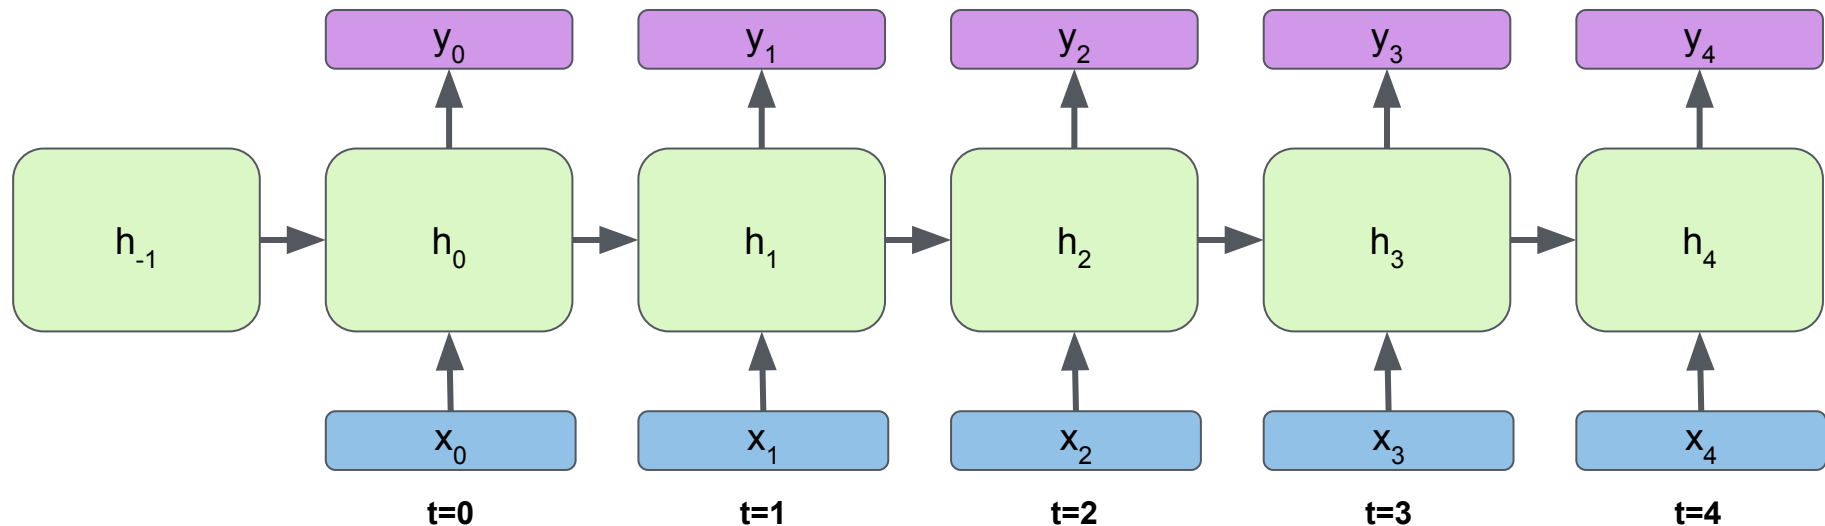 y₀ y₁ y₂ y₃ y₄
h₋₁ h₀ h₁ h₂ h₃ h₄
x₀ x₁ x₂ x₃ x₄
t=0 t=1 t=2 t=3 t=4